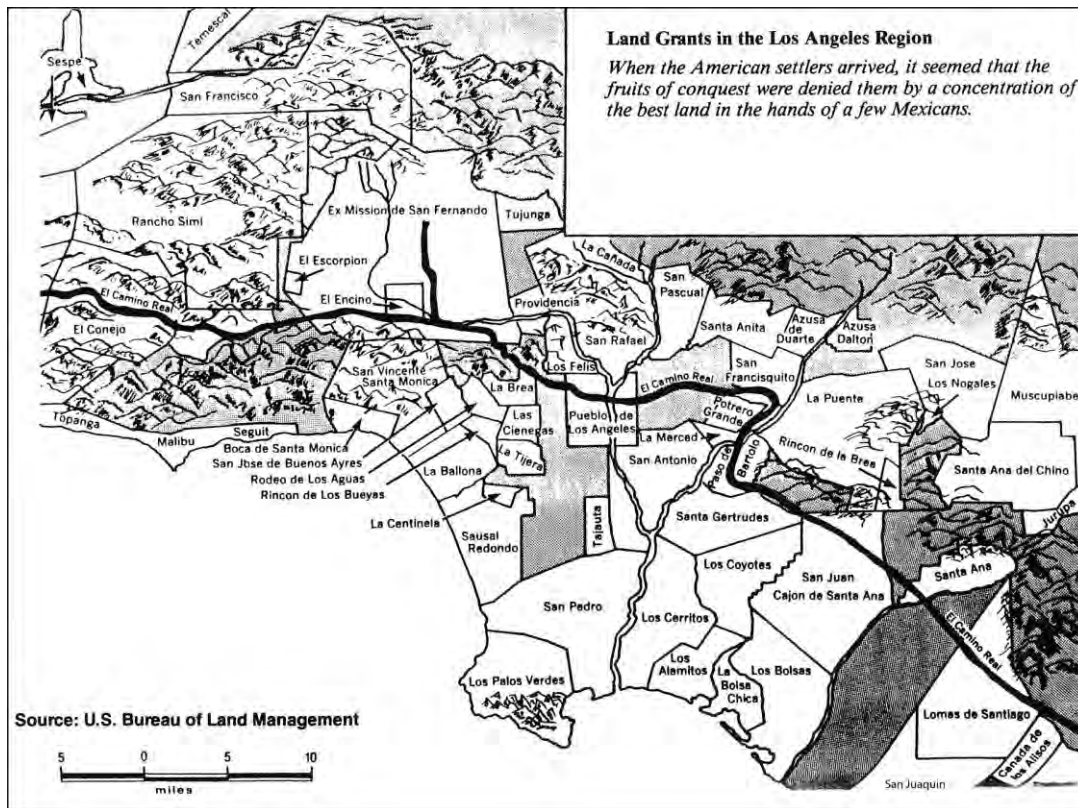 Land Grants in the Los Angeles Region
When the American settlers arrived, it seemed that the
fruits of conquest were denied them by a concentration of
the best land in the hands of a few Mexicans.
Temescal
Sespe
San Francisco
Rancho Simi
Ex Mission de San Fernando
Tujunga
El Escorpion
La Cañada
San
Pascual
El Encino
Providencia
El Camino Real
El Conejo
San Rafael
Santa Anita
Azusa
de
Duarte
Azusa
Dalton
Los Felis
San Vincente
Santa Monica
La Brea
El Camino Real
San
Francisquito
San Jose
Los Nogales
Muscupiabe
La Puente
Potrero
Grande
Topanga
Malibu
Seguit
Boca de Santa Monica
San Jose de Buenos Ayres
Rodeo de Los Aguas
Rincon de Los Bueyas
Las
Cienegas
Pueblo de
Los Angeles
La Merced
Paso de
Bartolo
Rincon de la Brea
Santa Ana del Chino
La Tijera
San Antonio
La Ballona
La Centinela
Jurupa
Sausal
Redondo
Tajauta
Santa Gertrudes
Los Coyotes
San Juan
Cajon de Santa Ana
Santa Ana
San Pedro
Los Cerritos
El Camino Real
Los
Alamitos
La
Bolsa
Chica
Los Bolsas
Los Palos Verdes
Lomas de Santiago
Canada de
los Alisos
San Juaquin
Source: U.S. Bureau of Land Management
5 0 5 10
miles